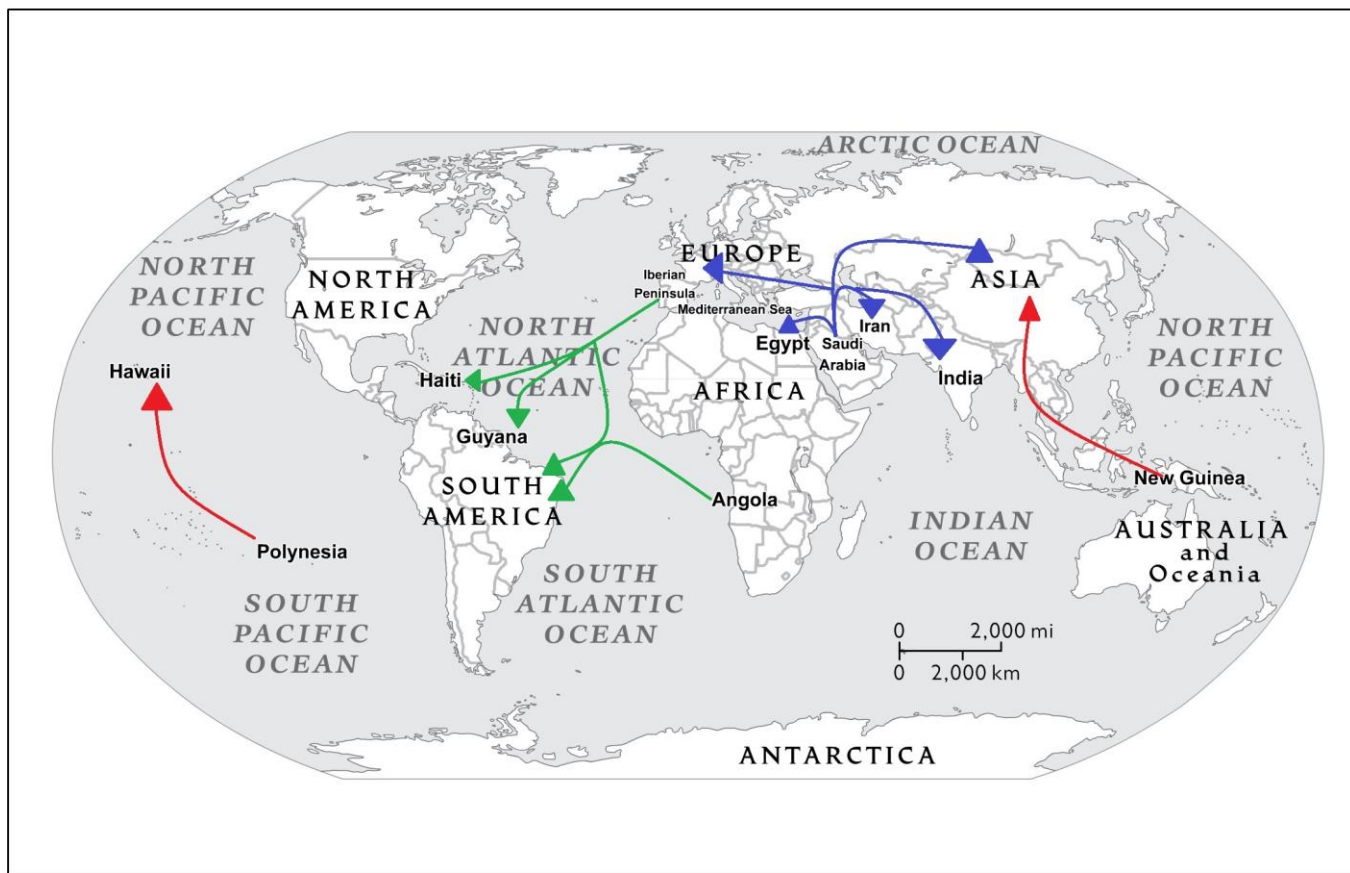 ARCTIC OCEAN
NORTH
PACIFIC
OCEAN
NORTH
AMERICA
EUROPE
Iberian
Peninsula
Mediterranean Sea
ASIA
NORTH
ATLANTIC
OCEAN
Egypt
Saudi
Arabia
Iran
India
NORTH
PACIFIC
OCEAN
Hawaii
Haiti
AFRICA
Guyana
SOUTH
AMERICA
Angola
New Guinea
INDIAN
OCEAN
AUSTRALIA
and
Oceania
Polynesia
SOUTH
PACIFIC
OCEAN
SOUTH
ATLANTIC
OCEAN
0 2,000 mi
0 2,000 km
ANTARCTICA